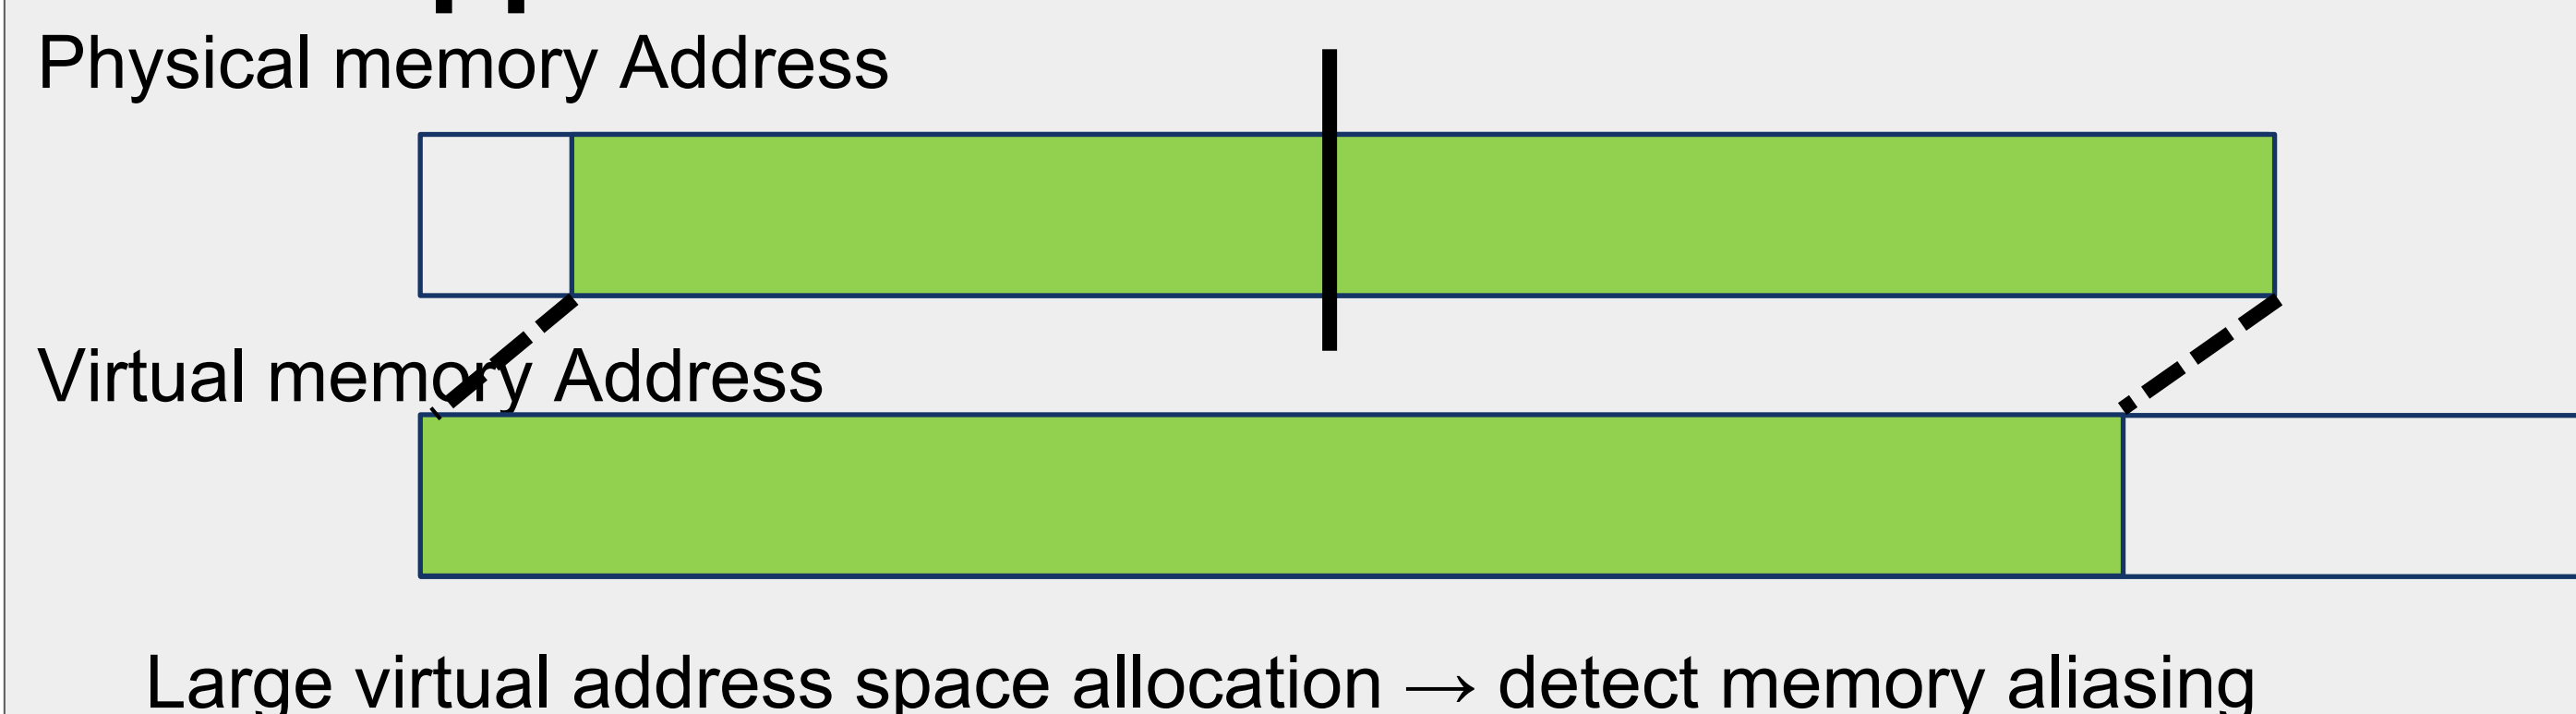 Physical memory Address
Virtual memory Address
Large virtual address space allocation → detect memory aliasing